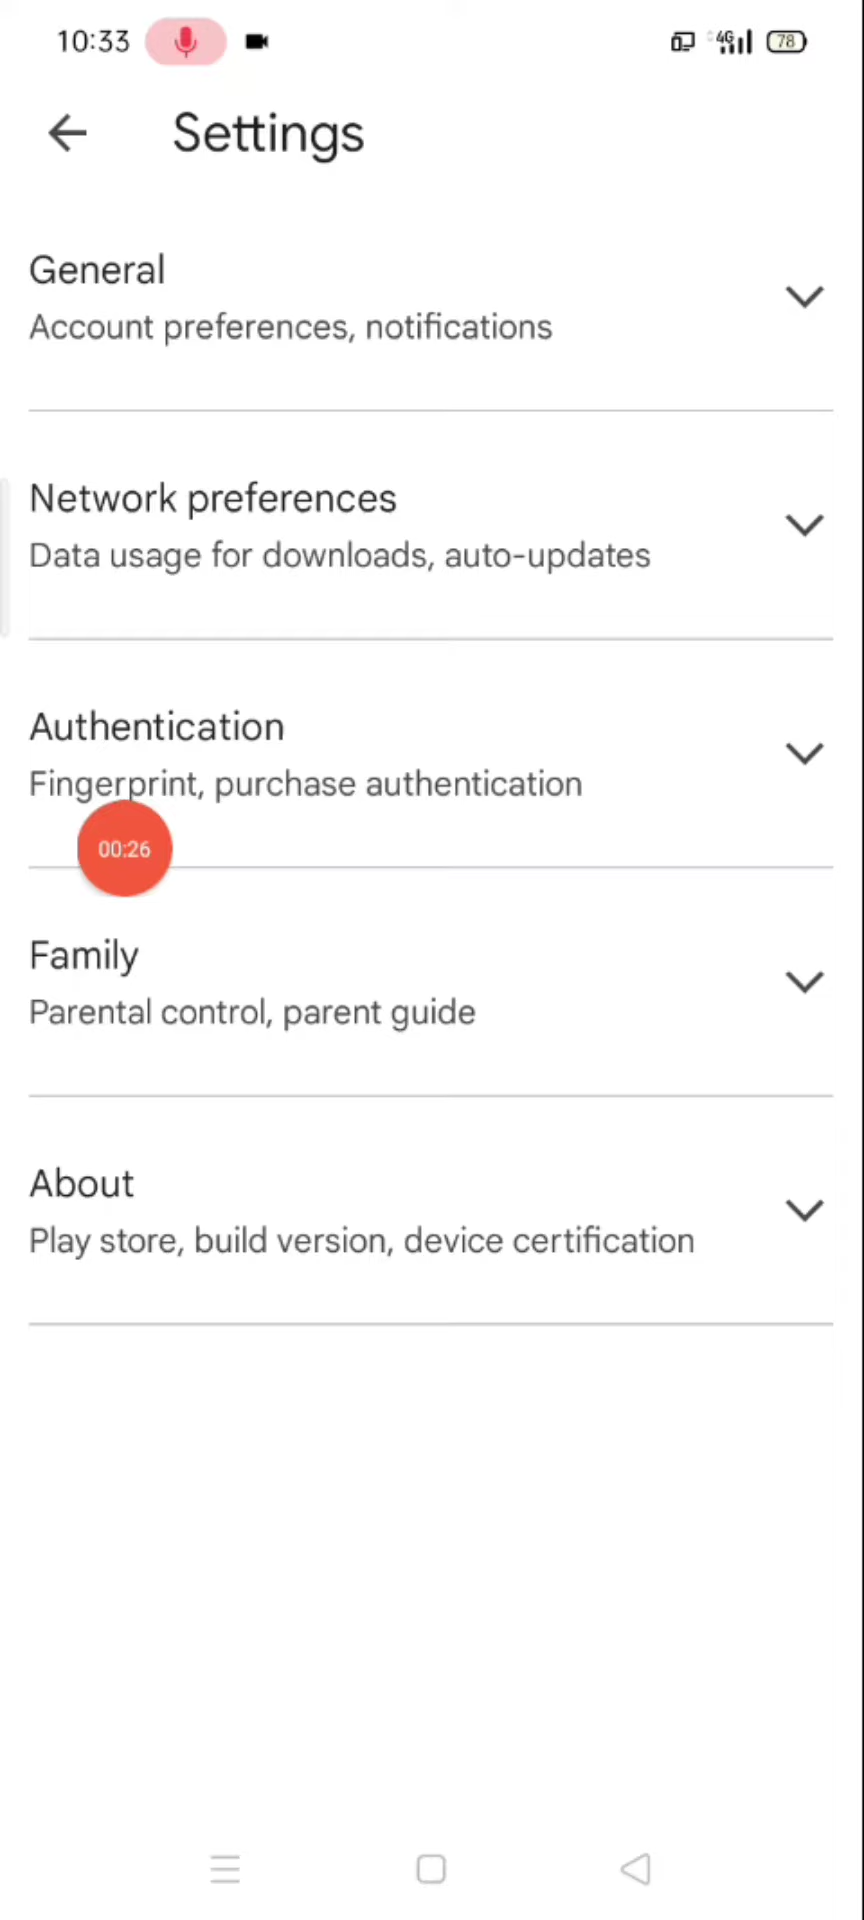 10:33
4G
78
Settings
General
Account preferences, notifications
Network preferences
Data usage for downloads, auto-updates
Authentication
Fingerprint, purchase authentication
00:26
Family
Parental control, parent guide
About
Play store, build version, device certification